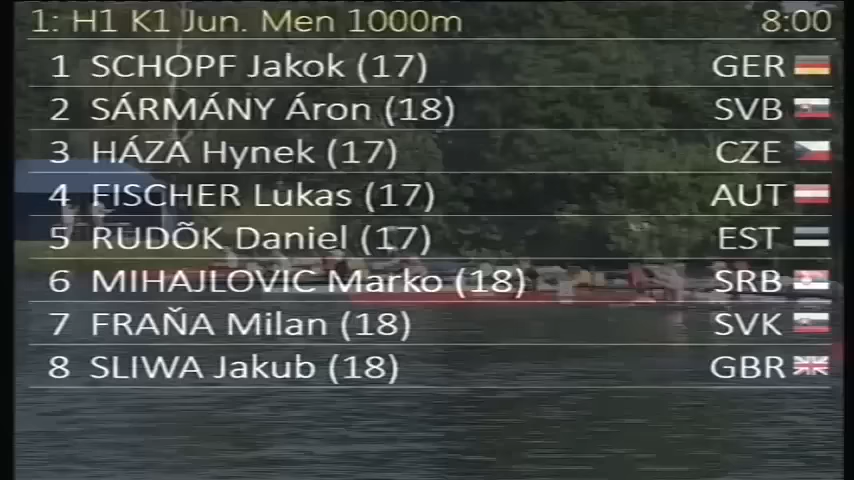 1: H1 K1 Jun. Men 1000m 8:00
1 SCHOPF Jakok (17) GER
2 SÁRMÁNY Áron (18) SVB
3 HÁZA Hynek (17) CZE
4 FISCHER Lukas (17) AUT
5 RUDÕK Daniel (17) EST
6 MIHAJLOVIC Marko (18) SRB
7 FRAŇA Milan (18) SVK
8 SLIWA Jakub (18) GBR